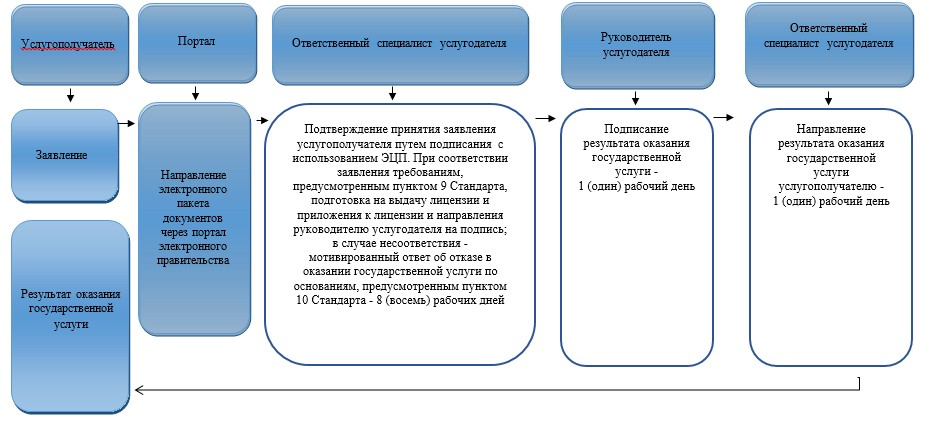 Услугополучатель
Портал
Ответственный специалист услугодателя
Руководитель
услугодателя
Ответственный
специалист услугодателя
Заявление
Направление
электронного
пакета
документов
через портал
электронного
правительства
Подтверждение принятия заявления
услугополучателя путем подписания с
использованием ЭЦП. При соответствии
заявления требованиям,
предусмотренным пунктом 9 Стандарта,
подготовка на выдачу лицензии и
приложения к лицензии и направления
руководителю услугодателя на подпись;
в случае несоответствия -
мотивированный ответ об отказе в
оказании государственной услуги по
основаниям, предусмотренным пунктом
10 Стандарта - 8 (восемь) рабочих дней
Подписание
результата оказания
государственной
услуги -
1 (один) рабочий день
Направление
результата оказания
государственной
услуги
услугополучателю -
1 (один) рабочий день
Результат оказания
государственной
услуги